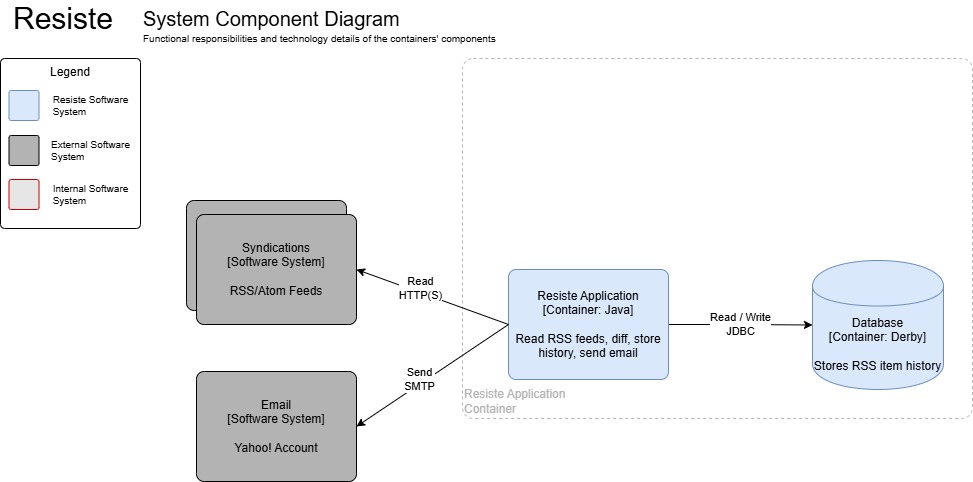 Resiste
System Component Diagram
Functional responsibilities and technology details of the containers' components
Legend
Resiste Software
System
External Software
System
Internal Software
System
Syndications
[Software System]
RSS/Atom Feeds
Read
HTTP(S)
Resiste Application
[Container: Java]
Read RSS feeds, diff, store
history, send email
Read / Write
JDBC
Database
[Container: Derby]
Stores RSS item history
Send
SMTP
Resiste Application
Container
Email
[Software System]
Yahoo! Account